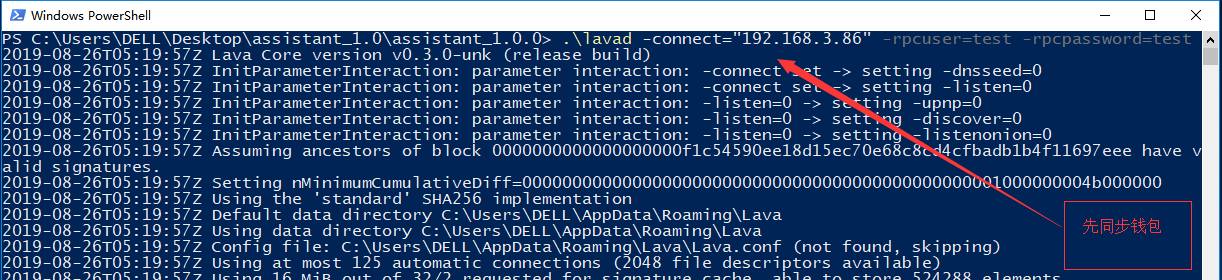 Windows PowerShell
PS C:\Users\DELL\Desktop\assistant_1.0\assistant_1.0.0> .\lavad -connect="192.168.3.86" -rpcuser=test -rpcpassword=test
2019-08-26T05:19:57Z Lava Core version v0.3.0-unk (release build)
2019-08-26T05:19:57Z InitParameterInteraction: parameter interaction: -connect set -> setting -dnsseed=0
2019-08-26T05:19:57Z InitParameterInteraction: parameter interaction: -connect set -> setting -listen=0
2019-08-26T05:19:57Z InitParameterInteraction: parameter interaction: -listen=0 -> setting -upnp=0
2019-08-26T05:19:57Z InitParameterInteraction: parameter interaction: -listen=0 -> setting -discover=0
2019-08-26T05:19:57Z InitParameterInteraction: parameter interaction: -listen=0 -> setting -listenonion=0
2019-08-26T05:19:57Z Assuming ancestors of block 0000000000000000000f1c54590ee18d15ec70e68c8cd4cfbadb1b4f11697eee have v
alid signatures.
2019-08-26T05:19:57Z Setting nMinimumCumulativeDiff=0000000000000000000000000000000000000000000000001000000004b000000
2019-08-26T05:19:57Z Using the 'standard' SHA256 implementation
2019-08-26T05:19:57Z Default data directory C:\Users\DELL\AppData\Roaming\Lava
2019-08-26T05:19:57Z Using data directory C:\Users\DELL\AppData\Roaming\Lava
先同步钱包
2019-08-26T05:19:57Z Config file: C:\Users\DELL\AppData\Roaming\Lava\Lava.conf (not found, skipping)
2019-08-26T05:19:57Z Using at most 125 automatic connections (2048 file descriptors available)
2019-08-26T05:19:57Z Using 16 MiB out of 32/2 requested for signature cache, able to store 524288 elements